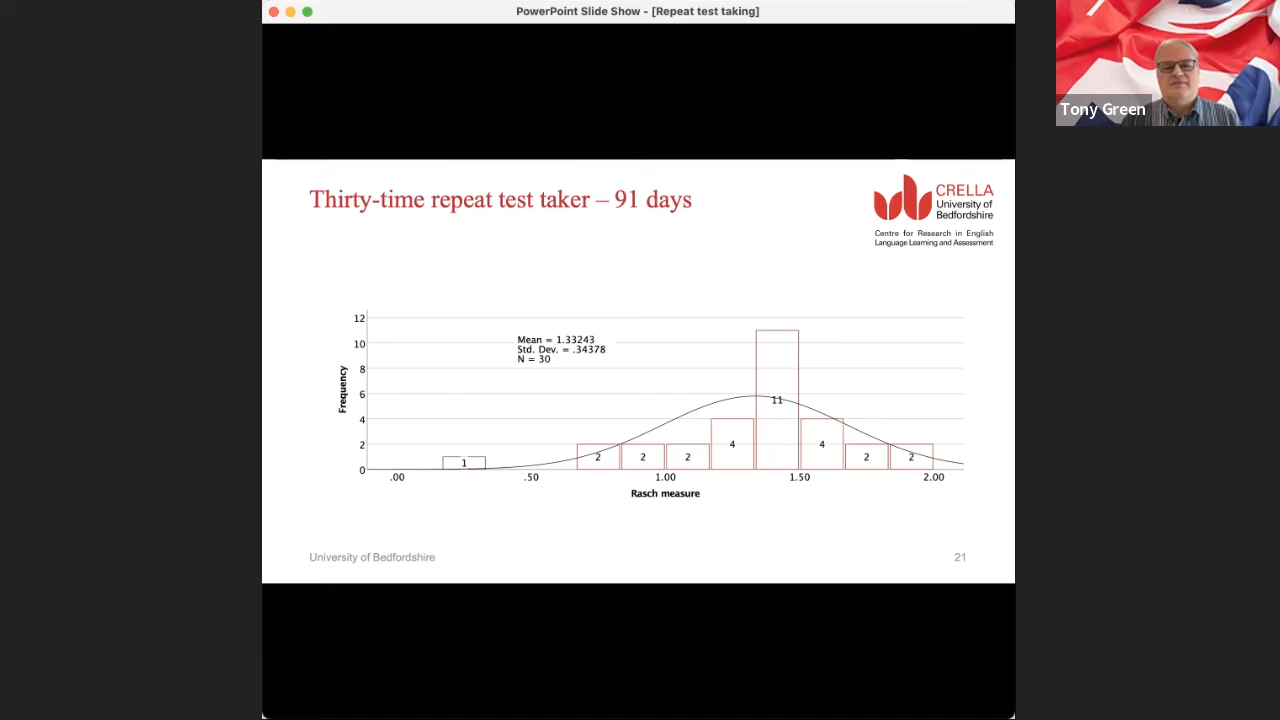 PowerPoint Slide Show - [Repeat test taking]
Tony Green
Thirty-time repeat test taker – 91 days
CRELLA
University of
Bedfordshire
Centre for Research in English
Language Learning and Assessment
Mean = 1.33243
Std. Dev. = .34378
N = 30
Frequency
12
10
8
6
4
2
0
1
2
2
2
4
11
4
2
2
.00
.50
1.00
1.50
2.00
Rasch measure
University of Bedfordshire
21